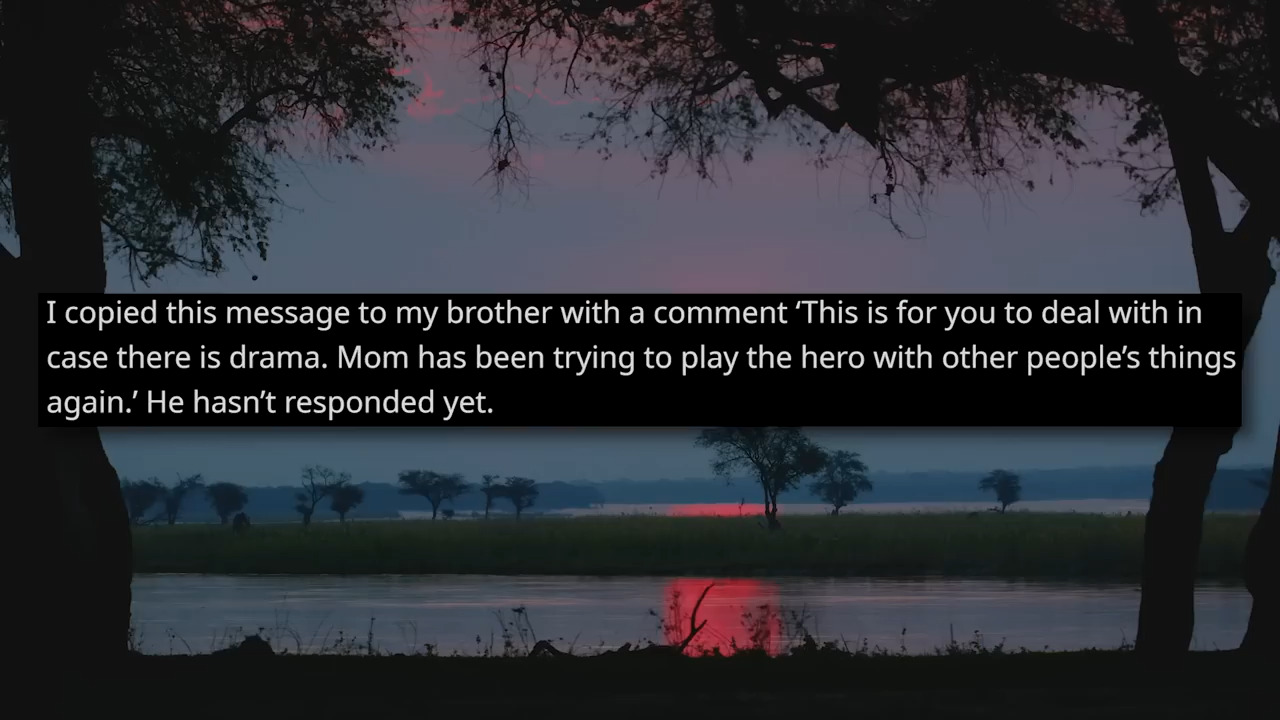 I copied this message to my brother with a comment ‘This is for you to deal with in
case there is drama. Mom has been trying to play the hero with other people’s things
again.’ He hasn’t responded yet.